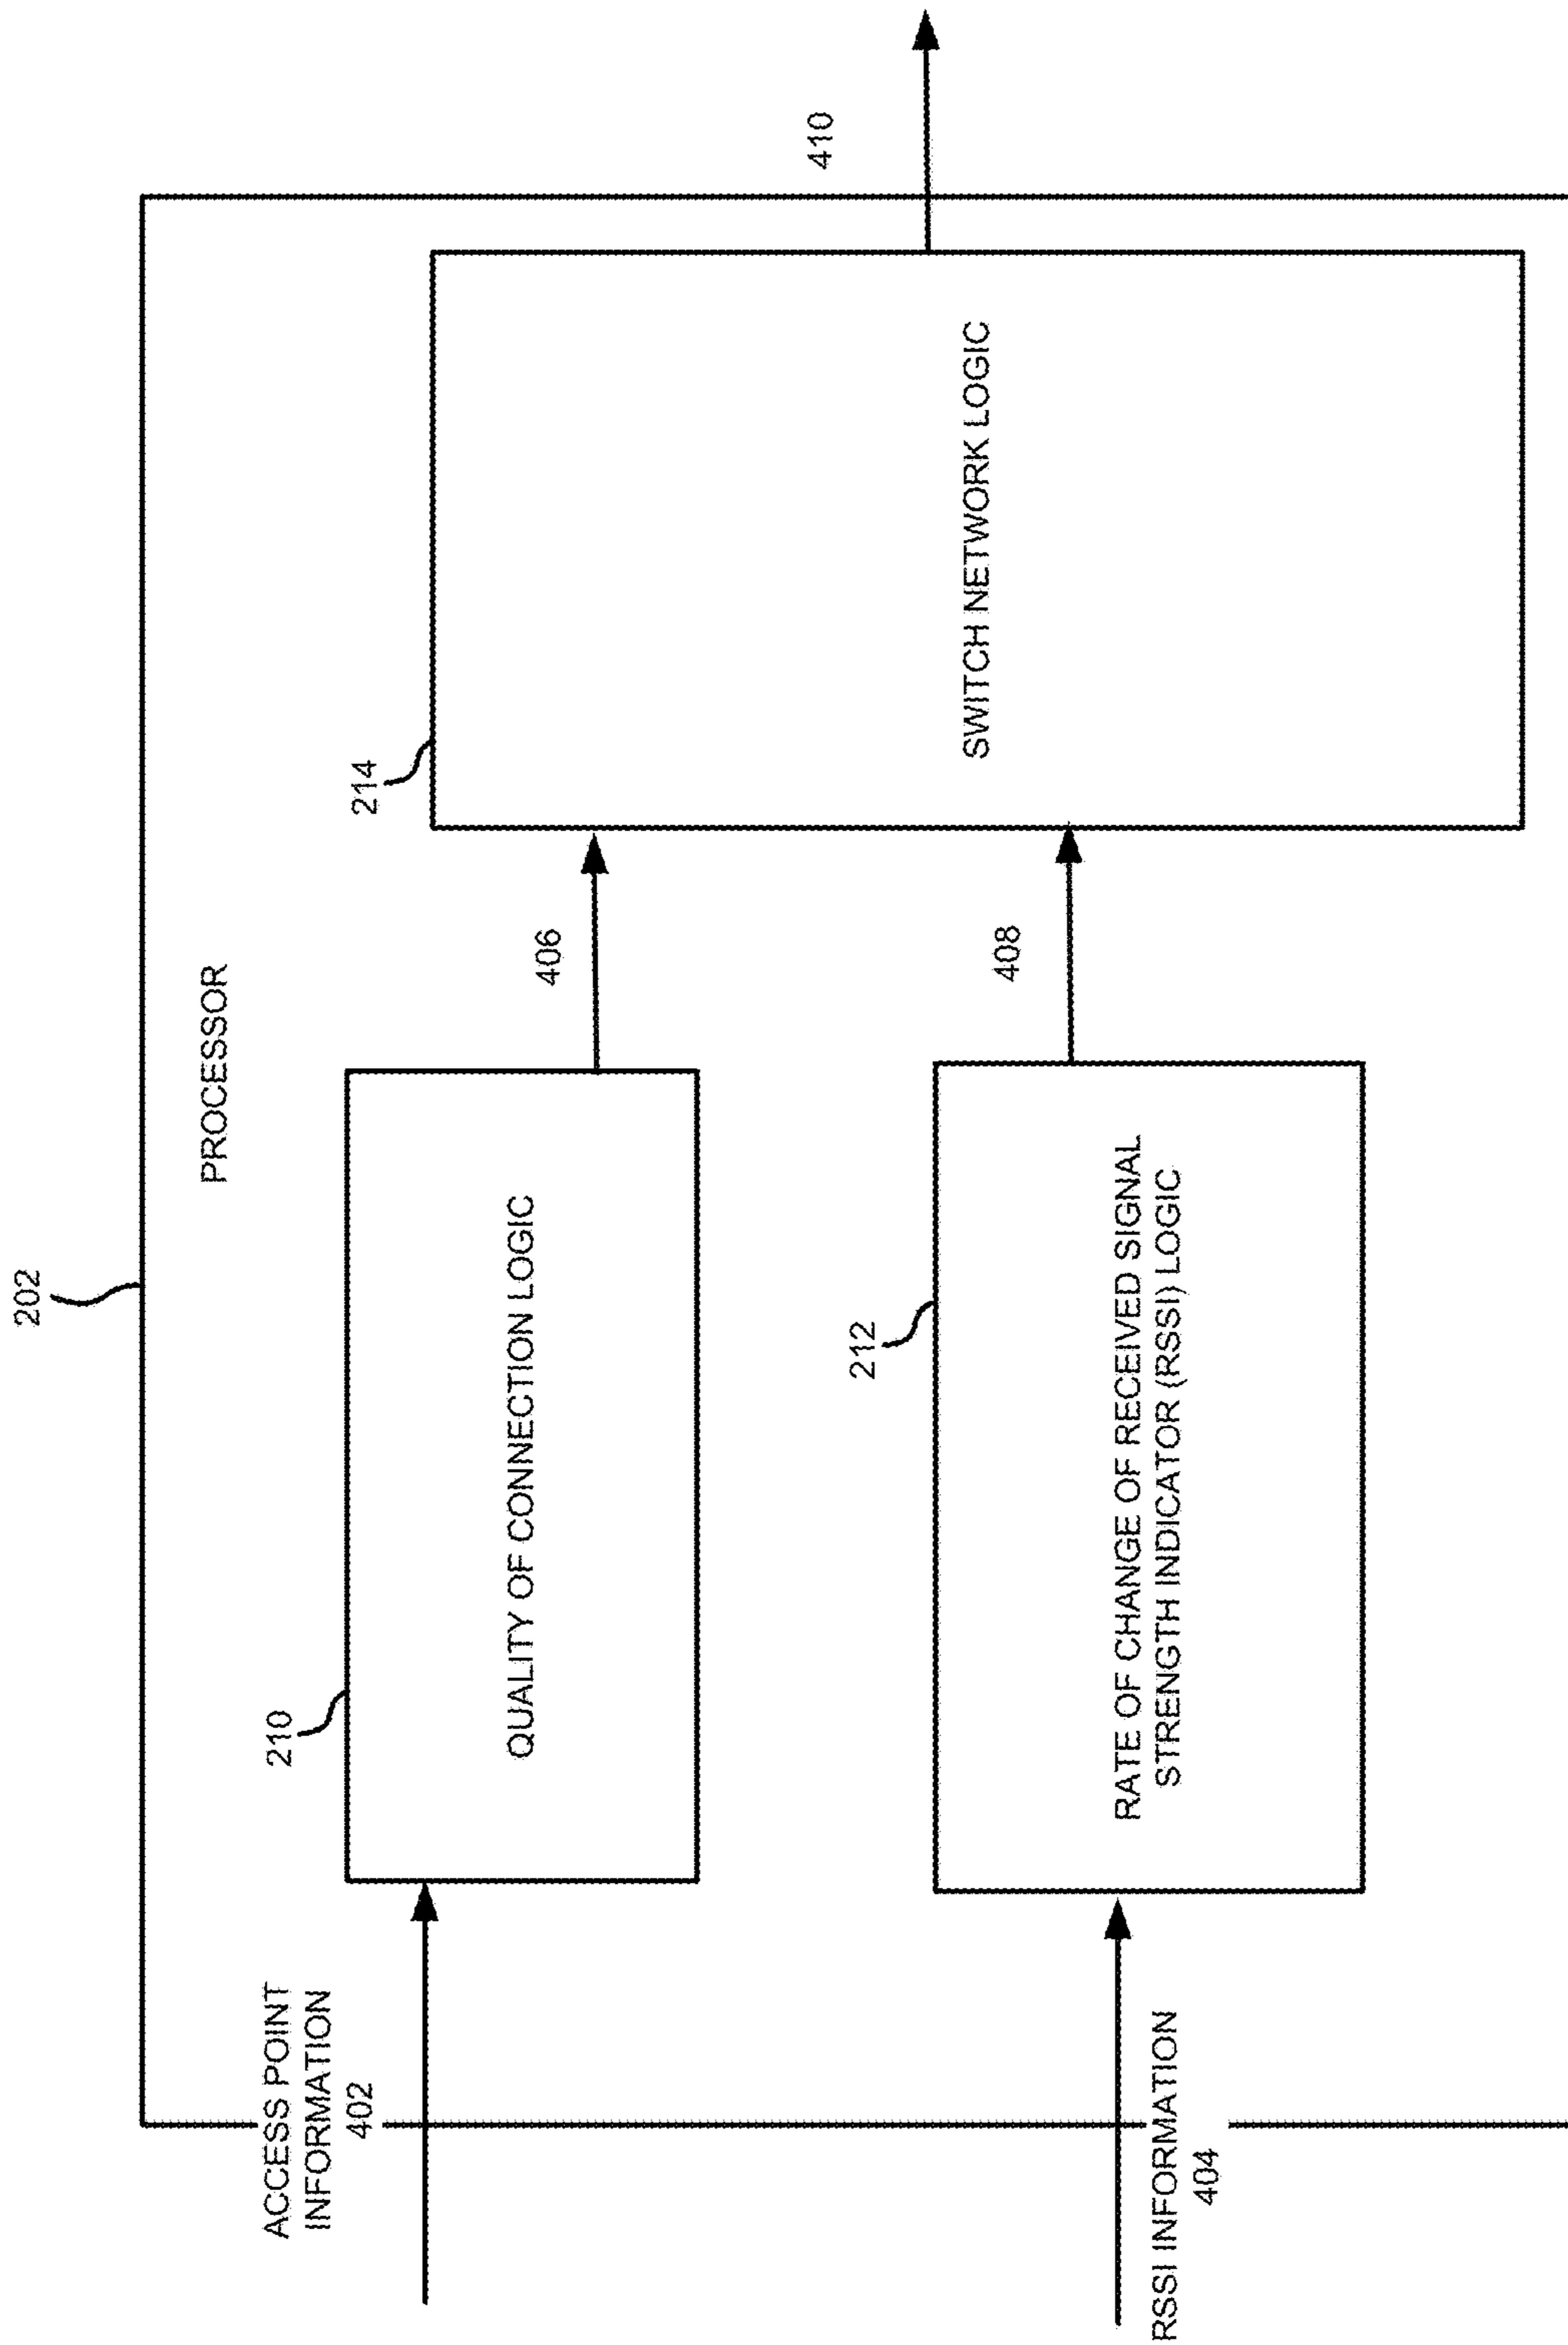 202
PROCESSOR
ACCESS POINT
INFORMATION
402
210
QUALITY OF CONNECTION LOGIC
406
214
SWITCH NETWORK LOGIC
410
RSSI INFORMATION
404
212
RATE OF CHANGE OF RECEIVED SIGNAL
STRENGTH INDICATOR (RSSI) LOGIC
408